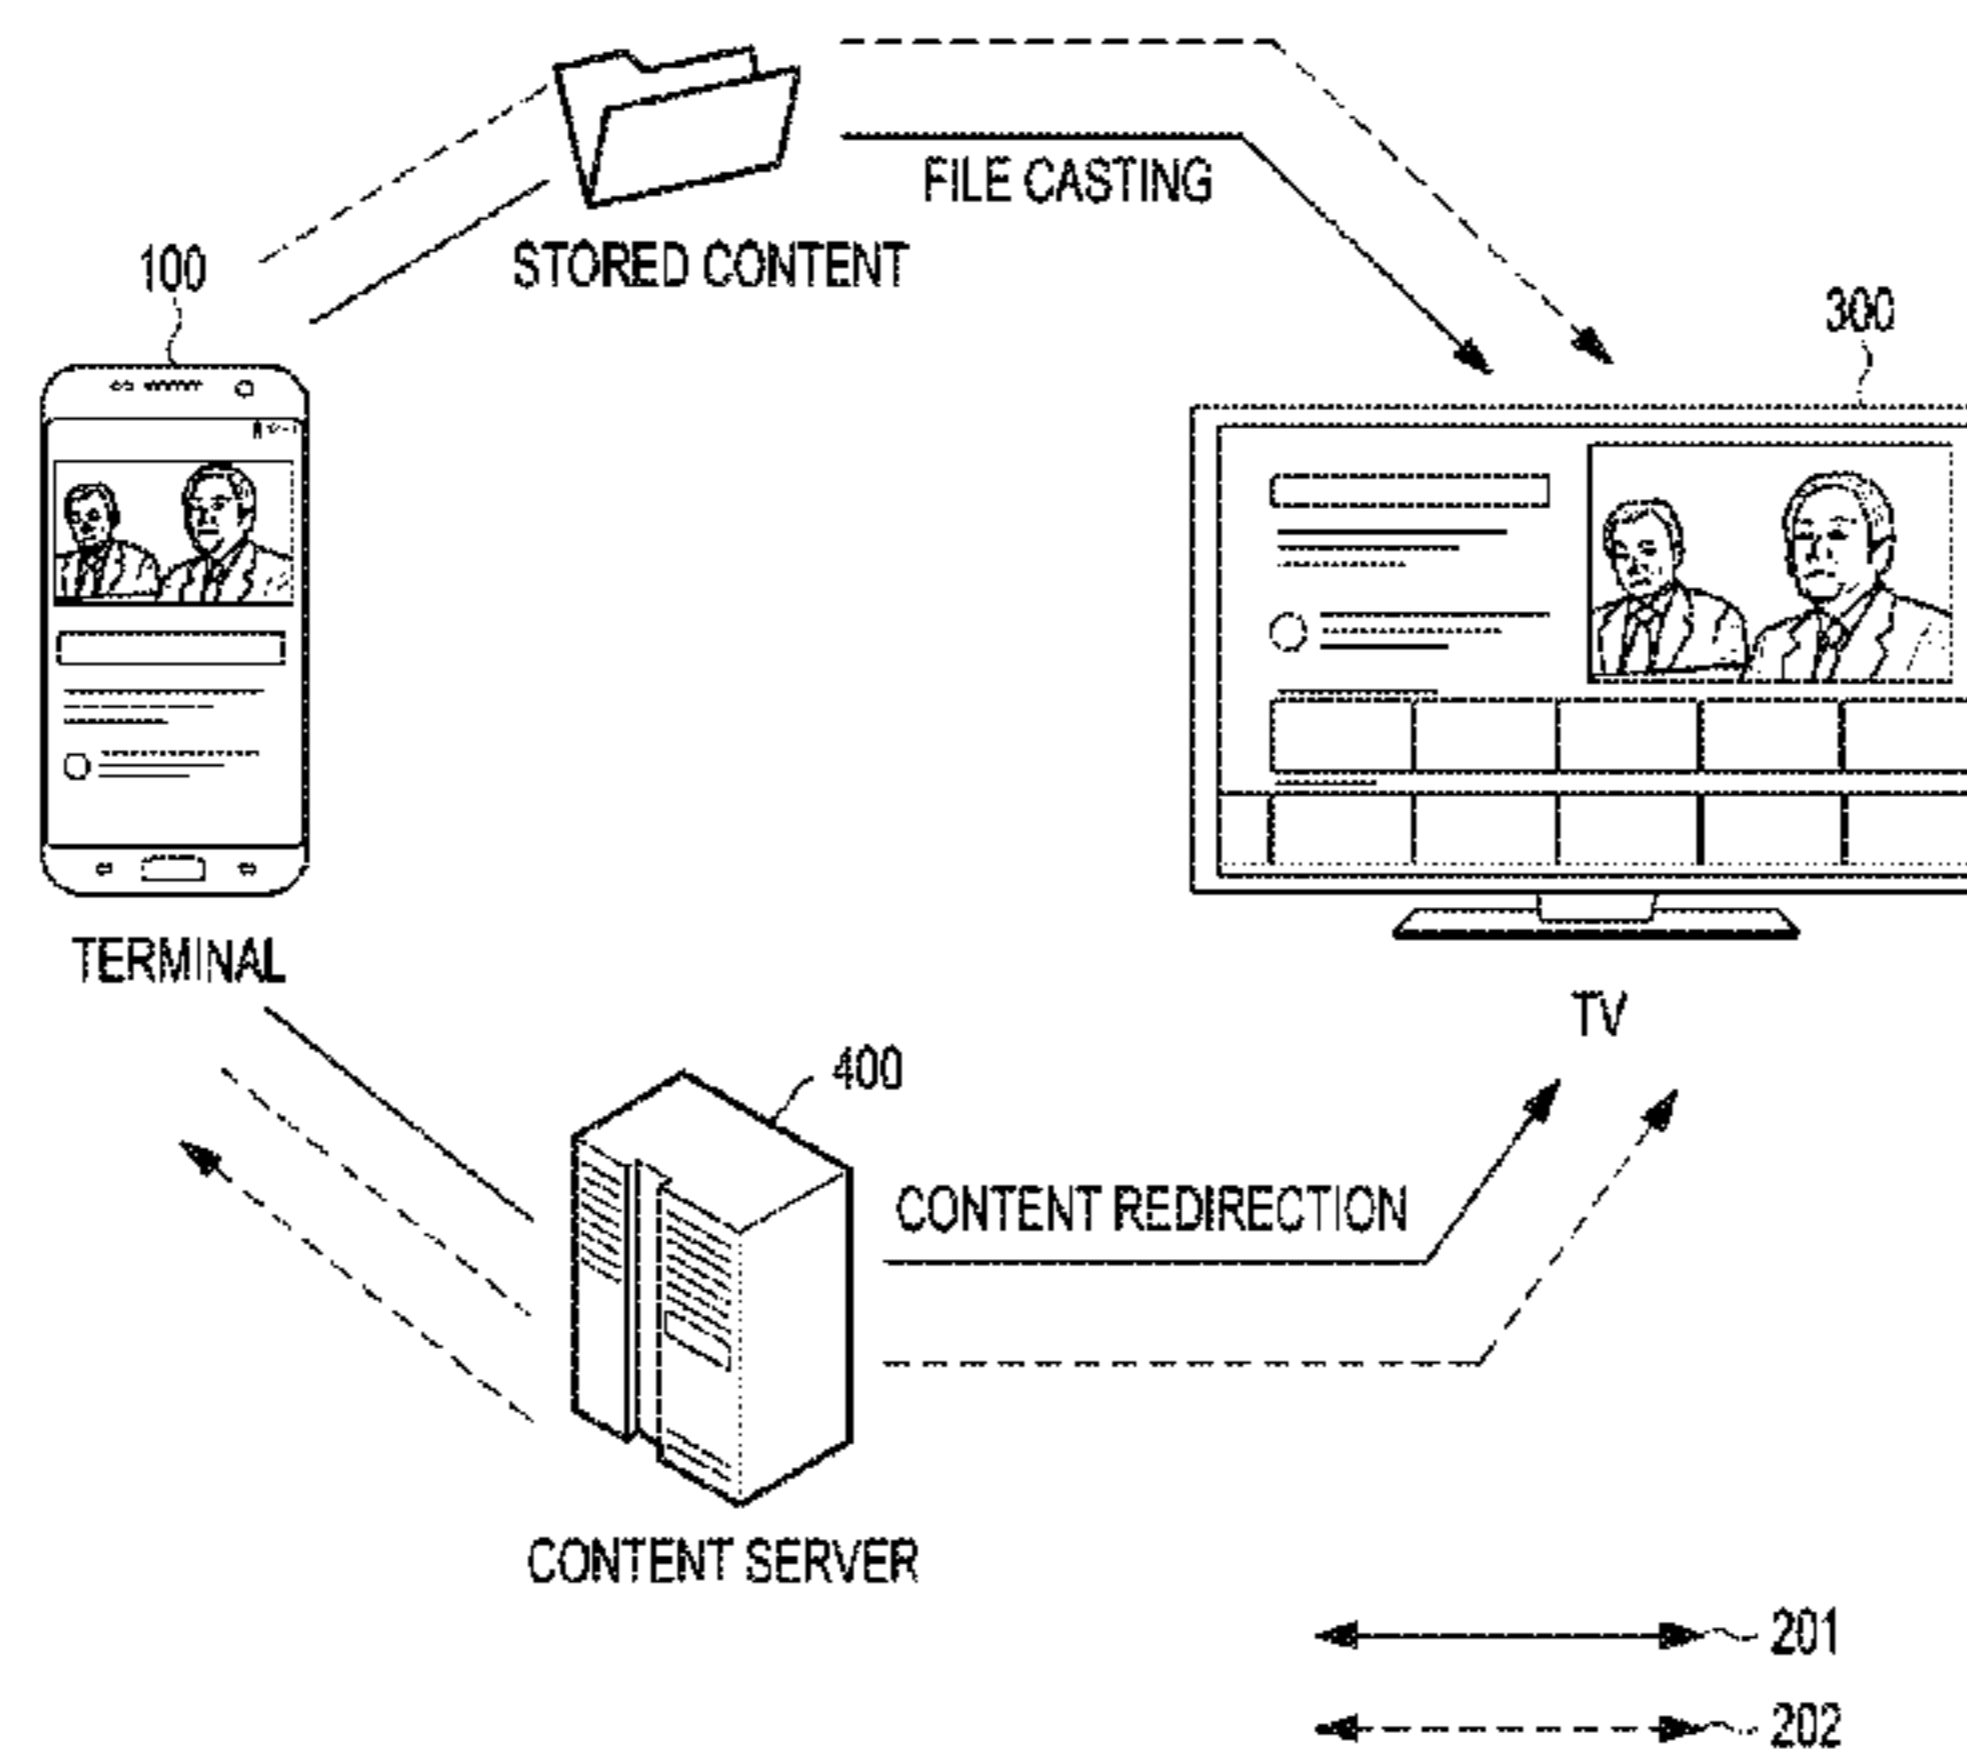 FILE CASTING
STORED CONTENT
100
300
TERMINAL
TV
400
CONTENT REDIRECTION
CONTENT SERVER
201
202